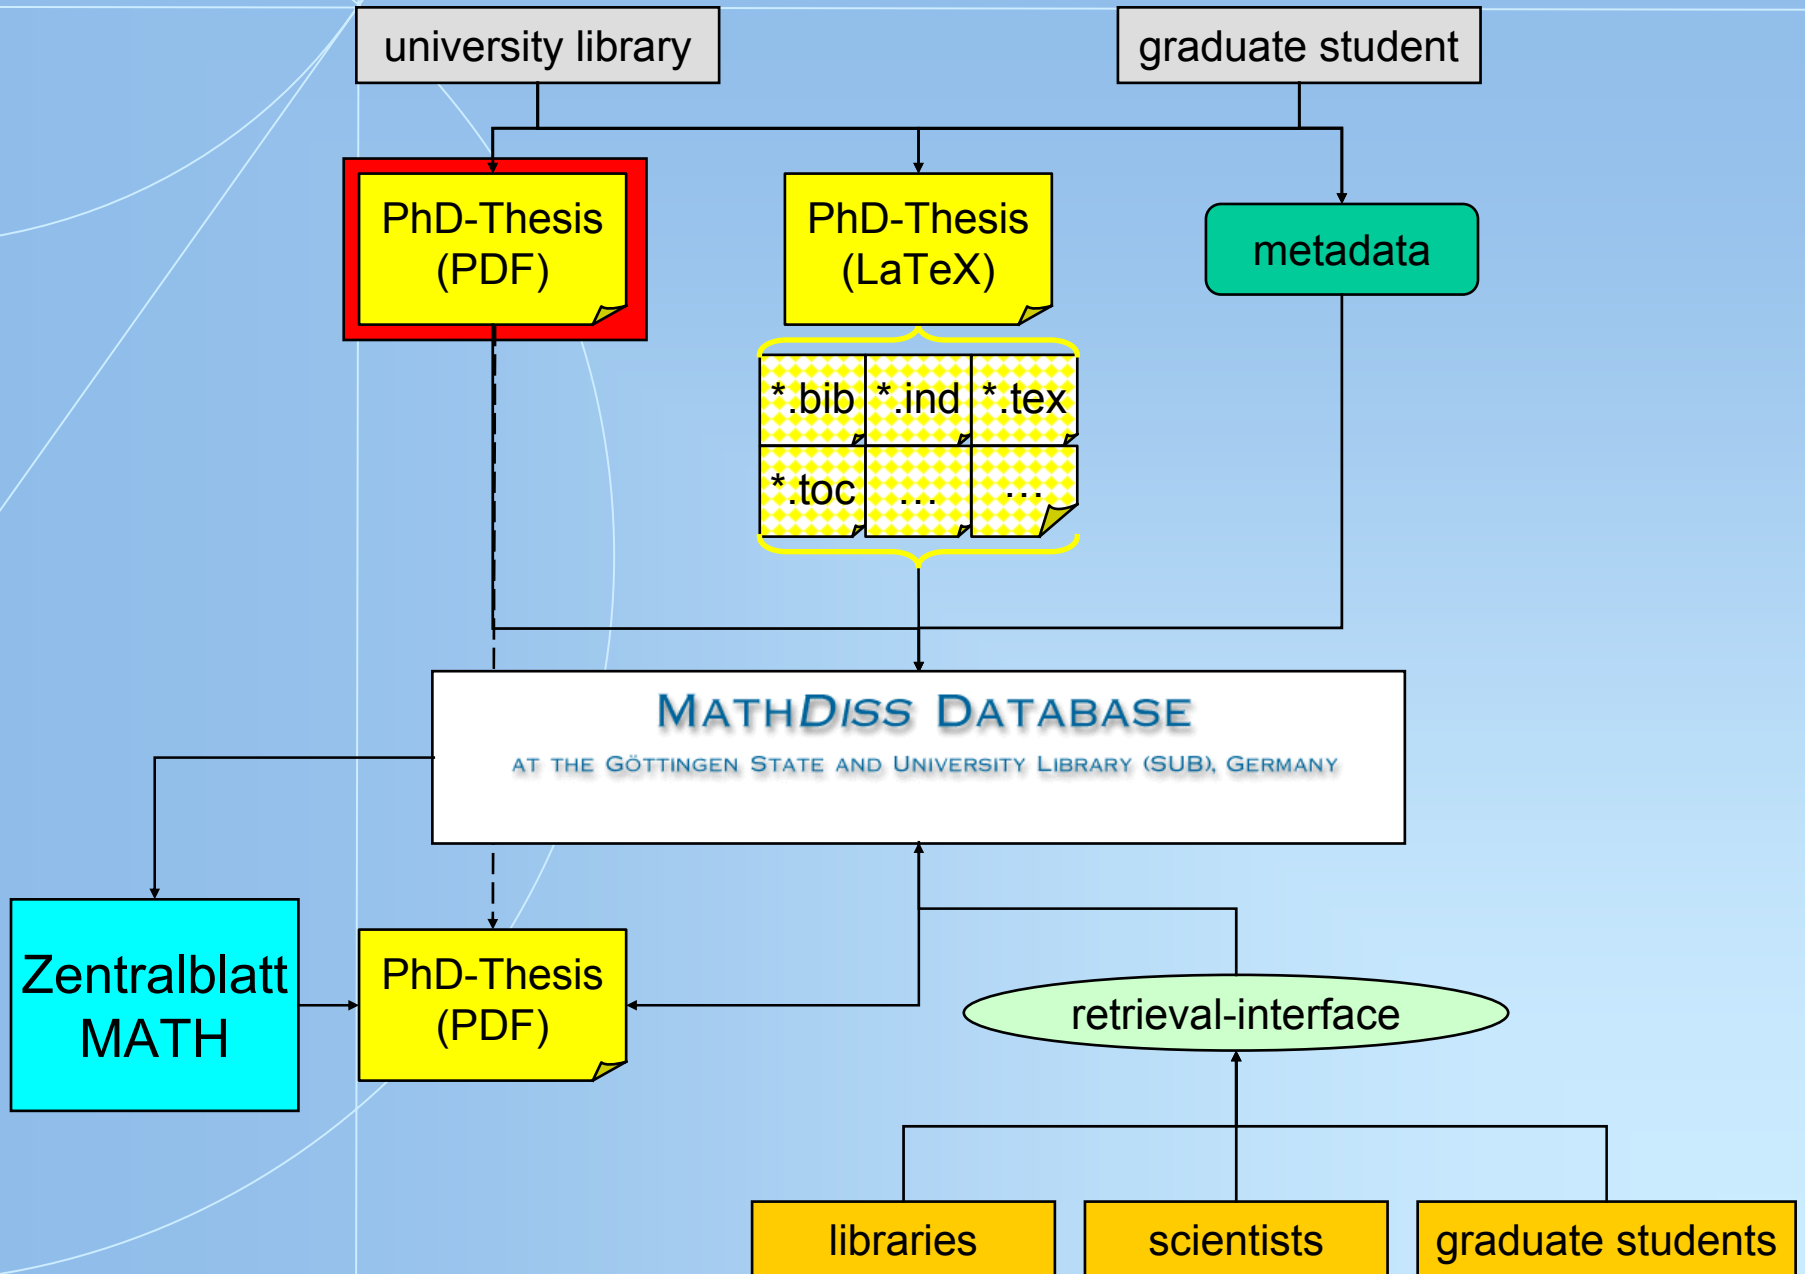 university library
graduate student
PhD-Thesis
(PDF)
PhD-Thesis
(LaTeX)
metadata
*.bib
*.ind
*.tex
*.toc
...
...
MATHDISS DATABASE
AT THE GÖTTINGEN STATE AND UNIVERSITY LIBRARY (SUB), GERMANY
Zentralblatt
MATH
PhD-Thesis
(PDF)
retrieval-interface
libraries
scientists
graduate students